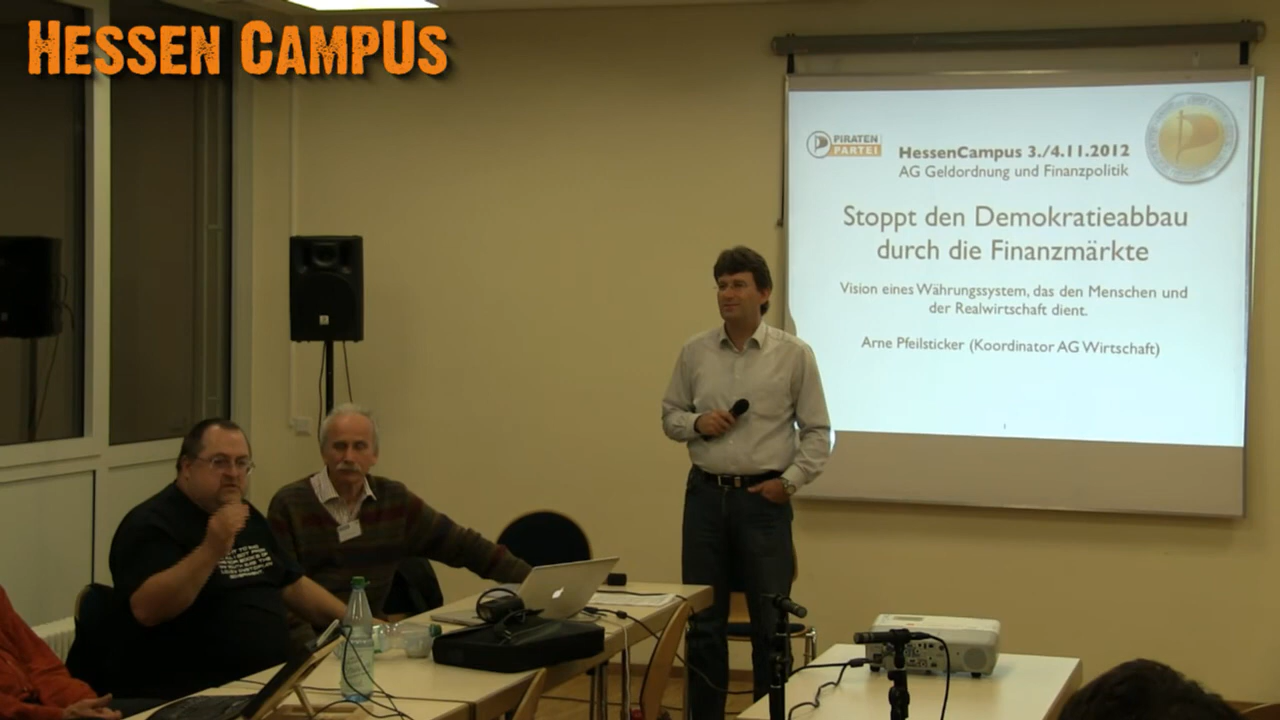 HESSEN CAMPUS
PIRATEN
PARTEI
HessenCampus 3./4.11.2012
AG Geldordnung und Finanzpolitik
Stoppt den Demokratieabbau
durch die Finanzmärkte
Vision eines Währungssystem, das den Menschen und
der Realwirtschaft dient.
Arne Pfeilsticker (Koordinator AG Wirtschaft)
1